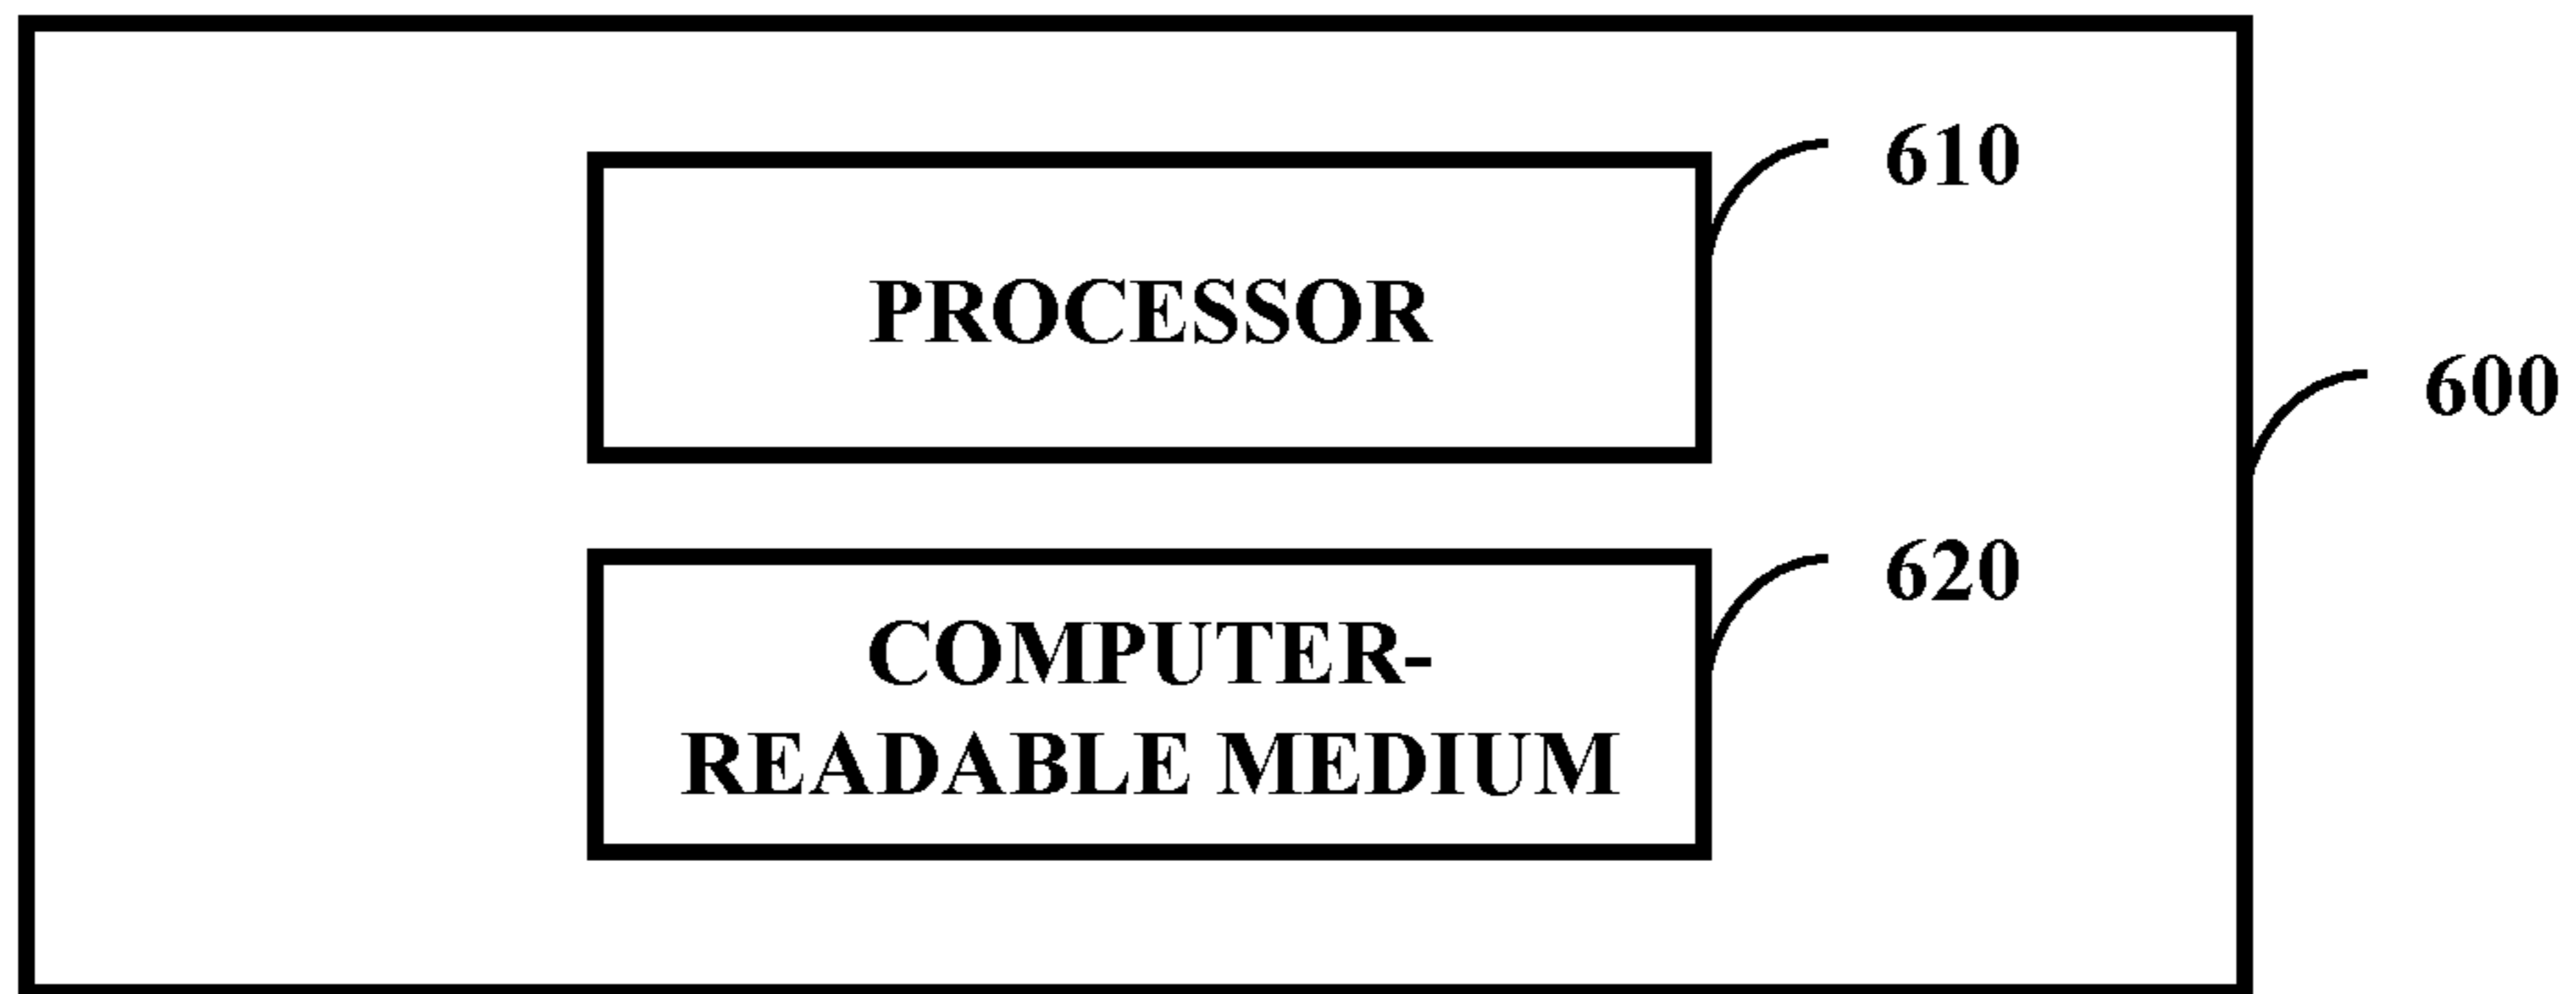 610
PROCESSOR
600
620
COMPUTER-
READABLE MEDIUM